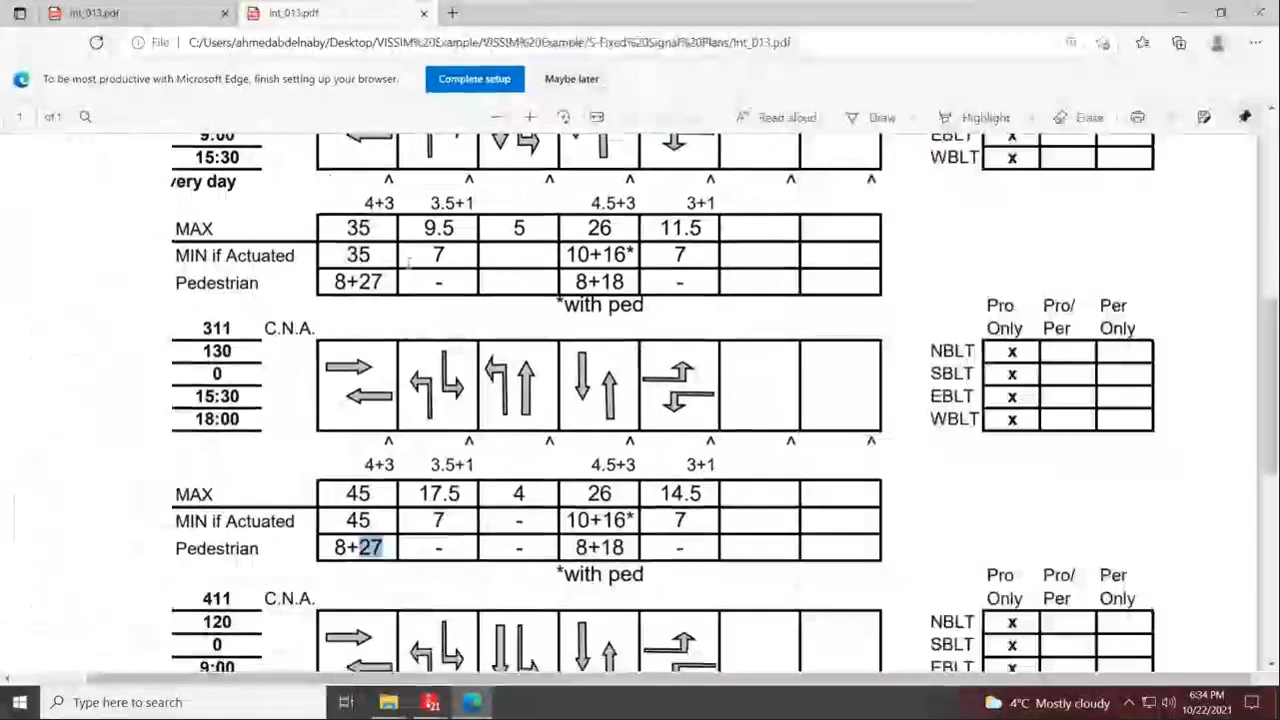 Int_013.pdf
Int_013.pdf
File
C:/Users/ahmedabdelnaby/Desktop/VISSIM%20Example/VISSIM%20Example/5-Fixed%20Signal%20Plans/Int_013.pdf
To be most productive with Microsoft Edge, finish setting up your browser.
Complete setup
Maybe later
1 of 1
Read aloud
Draw
Highlight
Erase
9:00
EBLT
15:30
WBLT x
very day
^ ^ ^ ^ ^ ^ ^
4+3 3.5+1 4.5+3 3+1
MAX 35 9.5 5 26 11.5
MIN if Actuated 35 7 10+16* 7
Pedestrian 8+27 - 8+18 -
*with ped
Pro Pro/ Per
311 C.N.A. Only Per Only
130 NBLT x
0 SBLT x
15:30 EBLT x
18:00 WBLT x
^ ^ ^ ^ ^ ^ ^
4+3 3.5+1 4.5+3 3+1
MAX 45 17.5 4 26 14.5
MIN if Actuated 45 7 - 10+16* 7
Pedestrian 8+27 - - 8+18 -
*with ped
Pro Pro/ Per
411 C.N.A. Only Per Only
120 NBLT x
0 SBLT x
9:00 EBLT x
Type here to search
21
4°C Mostly cloudy
6:34 PM
10/22/2021